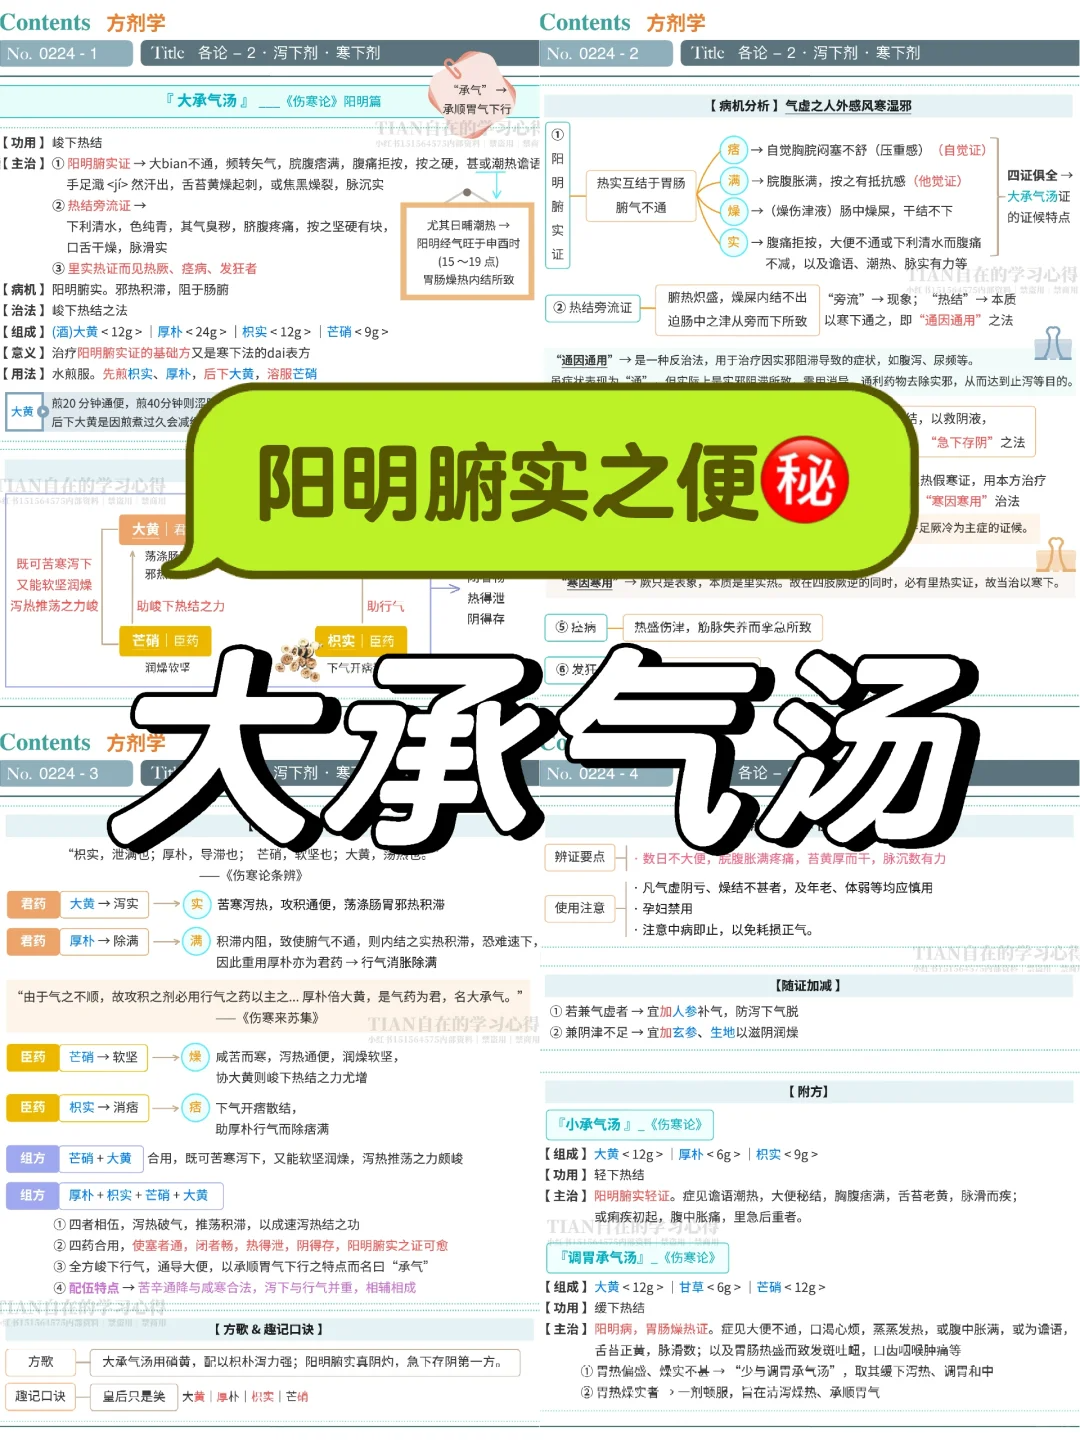 Contents 方剂学
No. 0224 - 1 Title 各论 – 2 · 泻下剂 · 寒下剂
“承气” →
承顺胃气下行
『 大承气汤 』 ___《伤寒论》阳明篇
【 功用 】 峻下热结
【 主治 】 ① 阳明腑实证 → 大bian不通，频转矢气，脘腹痞满，腹痛拒按，按之硬，甚或潮热谵语
手足濈 <jí> 然汗出，舌苔黄燥起刺，或焦黑燥裂，脉沉实
② 热结旁流证 →
下利清水，色纯青，其气臭秽，脐腹疼痛，按之坚硬有块，
口舌干燥，脉滑实
③ 里实热证而见热厥、痉病、发狂者
尤其日晡潮热 →
阳明经气旺于申酉时
(15 ～19 点)
胃肠燥热内结所致
【 病机 】 阳明腑实。邪热积滞，阻于肠腑
【 治法 】 峻下热结之法
【 组成 】 (酒)大黄 < 12g > ｜厚朴 < 24g >｜枳实 < 12g >｜芒硝 < 9g >
【 意义 】 治疗阳明腑实证的基础方又是寒下法的dai表方
【 用法 】 水煎服。先煎枳实、厚朴，后下大黄，溶服芒硝
大黄
煎20 分钟通便，煎40分钟则涩
后下大黄是因煎煮过久会减
大黄｜君
荡涤肠
邪热
既可苦寒泻下
又能软坚润燥
泻热推荡之力峻
助峻下热结之力
助行气
热得泄
阴得存
芒硝｜臣药
枳实｜臣药
润燥软坚
下气开痞
Contents 方剂学
No. 0224 - 2 Title 各论 – 2 · 泻下剂 · 寒下剂
【 病机分析 】气虚之人外感风寒湿邪
①阳明腑实证
热实互结于胃肠
腑气不通
痞 → 自觉胸脘闷塞不舒（压重感）（自觉证）
满 → 脘腹胀满，按之有抵抗感（他觉证）
燥 →（燥伤津液）肠中燥屎，干结不下
实 → 腹痛拒按，大便不通或下利清水而腹痛
不减，以及谵语、潮热、脉实有力等
四证俱全 →
大承气汤证
的证候特点
② 热结旁流证
腑热炽盛，燥屎内结不出
迫肠中之津从旁而下所致
“旁流” → 现象； “热结” → 本质
以寒下通之，即 “通因通用” 之法
“通因通用” → 是一种反治法，用于治疗因实邪阻滞导致的症状，如腹泻、尿频等。
虽症状表现为“通”，但实际上是实邪阻滞所致，需用消导、通利药物去除实邪，从而达到止泻等目的。
结，以救阴液，
“急下存阴” 之法
热假寒证，用本方治疗
“寒因寒用” 治法
足厥冷为主症的证候。
“寒因寒用” → 厥只是表象，本质是里实热。故在四肢厥逆的同时，必有里热实证，故当治以寒下。
⑤ 痉病 热盛伤津，筋脉失养而挛急所致
⑥ 发狂
阳明腑实之便㊙
大承气汤
Contents 方剂学
No. 0224 - 3 泻下剂 · 寒下
“枳实，泄满也；厚朴，导滞也； 芒硝，软坚也；大黄，荡热也。”
——《伤寒论条辨》
君药 大黄 → 泻实 实 苦寒泻热，攻积通便，荡涤肠胃邪热积滞
君药 厚朴 → 除满 满 积滞内阻，致使腑气不通，则内结之实热积滞，恐难速下，
因此重用厚朴亦为君药 → 行气消胀除满
“由于气之不顺，故攻积之剂必用行气之药以主之... 厚朴倍大黄，是气药为君，名大承气。”
——《伤寒来苏集》
臣药 芒硝 → 软坚 燥 咸苦而寒，泻热通便，润燥软坚，
协大黄则峻下热结之力尤增
臣药 枳实 → 消痞 痞 下气开痞散结，
助厚朴行气而除痞满
组方 芒硝 + 大黄 合用，既可苦寒泻下，又能软坚润燥，泻热推荡之力颇峻
组方 厚朴 + 枳实 + 芒硝 + 大黄
① 四者相伍，泻热破气，推荡积滞，以成速泻热结之功
② 四药合用，使塞者通，闭者畅，热得泄，阴得存，阳明腑实之证可愈
③ 全方峻下行气，通导大便，以承顺胃气下行之特点而名曰“承气”
④ 配伍特点 → 苦辛通降与咸寒合法，泻下与行气并重，相辅相成
【 方歌 & 趣记口诀 】
方歌 大承气汤用硝黄，配以枳朴泻力强；阳明腑实真阴灼，急下存阴第一方。
趣记口诀 皇后只是笑 大黄｜厚朴｜枳实｜芒硝
No. 0224 - 4 各论 –
辨证要点 · 数日不大便，脘腹胀满疼痛，苔黄厚而干，脉沉数有力
使用注意
· 凡气虚阴亏、燥结不甚者，及年老、体弱等均应慎用
· 孕妇禁用
· 注意中病即止，以免耗损正气。
【随证加减 】
① 若兼气虚者 → 宜加人参补气，防泻下气脱
② 兼阴津不足 → 宜加玄参、生地以滋阴润燥
【 附方】
『小承气汤 』_《伤寒论》
【 组成 】 大黄 < 12g >｜厚朴 < 6g >｜枳实 < 9g >
【 功用 】 轻下热结
【 主治 】 阳明腑实轻证。症见谵语潮热，大便秘结，胸腹痞满，舌苔老黄，脉滑而疾；
或痢疾初起，腹中胀痛，里急后重者。
『调胃承气汤』_《伤寒论》
【 组成 】 大黄 < 12g >｜甘草 < 6g >｜芒硝 < 12g >
【 功用 】 缓下热结
【 主治 】 阳明病，胃肠燥热证。症见大便不通，口渴心烦，蒸蒸发热，或腹中胀满，或为谵语，
舌苔正黄，脉滑数；以及胃肠热盛而致发斑吐衄，口齿咽喉肿痛等
① 胃热偏盛、燥实不甚 → “少与调胃承气汤”，取其缓下泻热、调胃和中
② 胃热燥实者 → 一剂顿服，旨在清泻燥热、承顺胃气
TIAN自在的学习心得
小红书151564575内部资料｜禁盗用｜禁商用